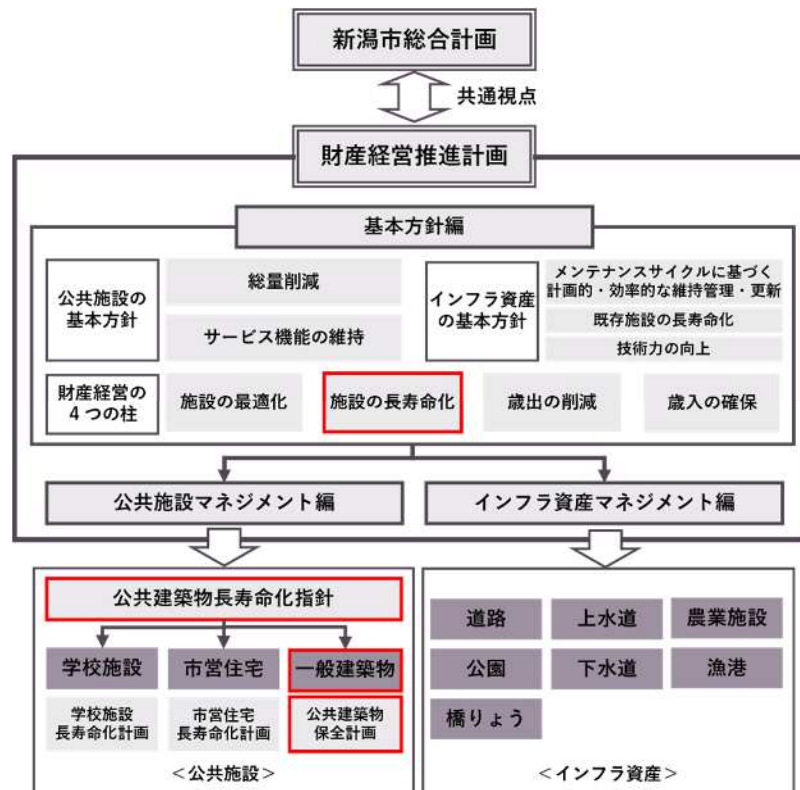 新潟市総合計画
共通視点
財産経営推進計画
基本方針編
公共施設の
基本方針
総量削減
サービス機能の維持
インフラ資産
の基本方針
メンテナンスサイクルに基づく
計画的・効率的な維持管理・更新
既存施設の長寿命化
技術力の向上
財産経営の
4つの柱
施設の最適化
施設の長寿命化
歳出の削減
歳入の確保
公共施設マネジメント編
インフラ資産マネジメント編
公共建築物長寿命化指針
学校施設
市営住宅
一般建築物
学校施設
長寿命化計画
市営住宅
長寿命化計画
公共建築物
保全計画
＜公共施設＞
道路
上水道
農業施設
公園
下水道
漁港
橋りょう
＜インフラ資産＞